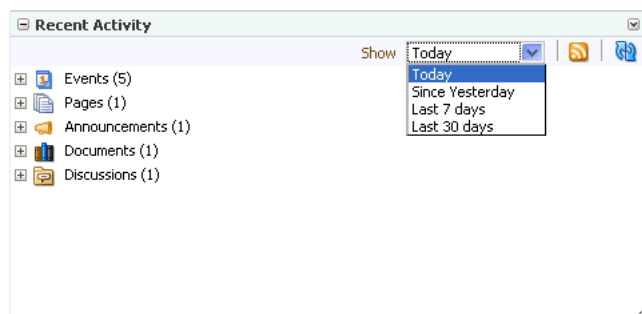 Recent Activity
Show Today
Today
Since Yesterday
Last 7 days
Last 30 days
Events (5)
Pages (1)
Announcements (1)
Documents (1)
Discussions (1)